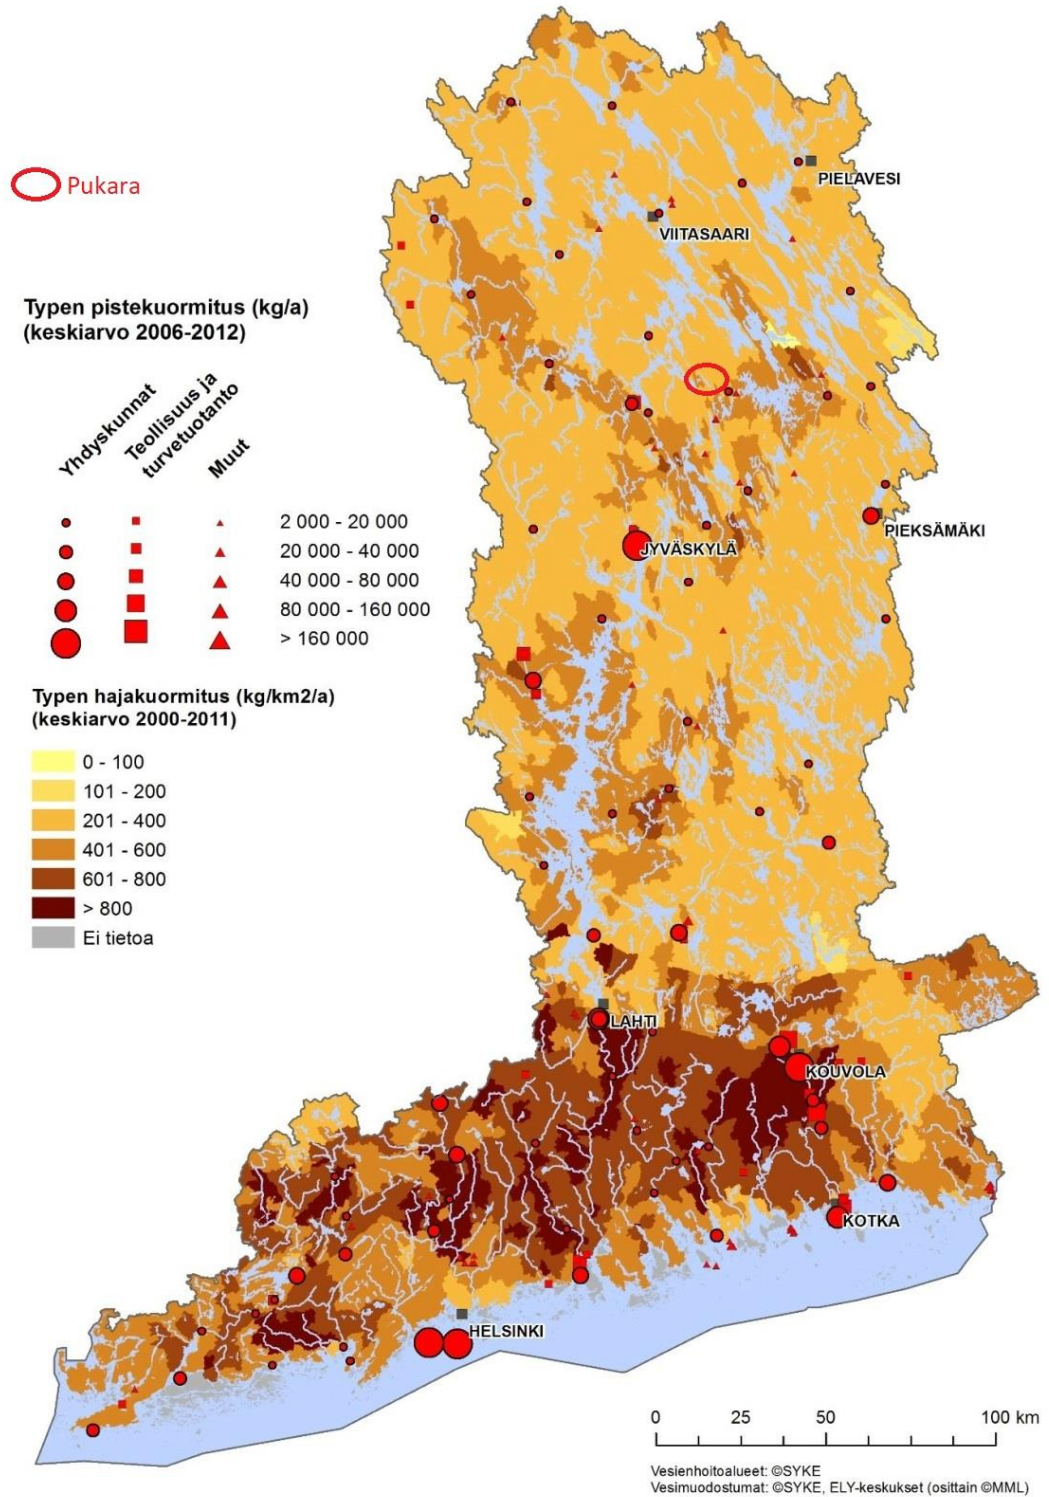 PIELAVESI
Pukara
VIITASAARI
Typen pistekuormitus (kg/a)
(keskiarvo 2006-2012)
Yhdyskunnat
Teollisuus ja
turvetuotanto
Muut
2 000 - 20 000
20 000 - 40 000
40 000 - 80 000
80 000 - 160 000
> 160 000
PIEKSÄMÄKI
JYVÄSKYLÄ
Typen hajakuormitus (kg/km2/a)
(keskiarvo 2000-2011)
0 - 100
101 - 200
201 - 400
401 - 600
601 - 800
> 800
Ei tietoa
LAHTI
KOUVOLA
KOTKA
HELSINKI
0 25 50 100 km
Vesienhoitoalueet: ©SYKE
Vesimuodostumat: ©SYKE, ELY-keskukset (osittain ©MML)